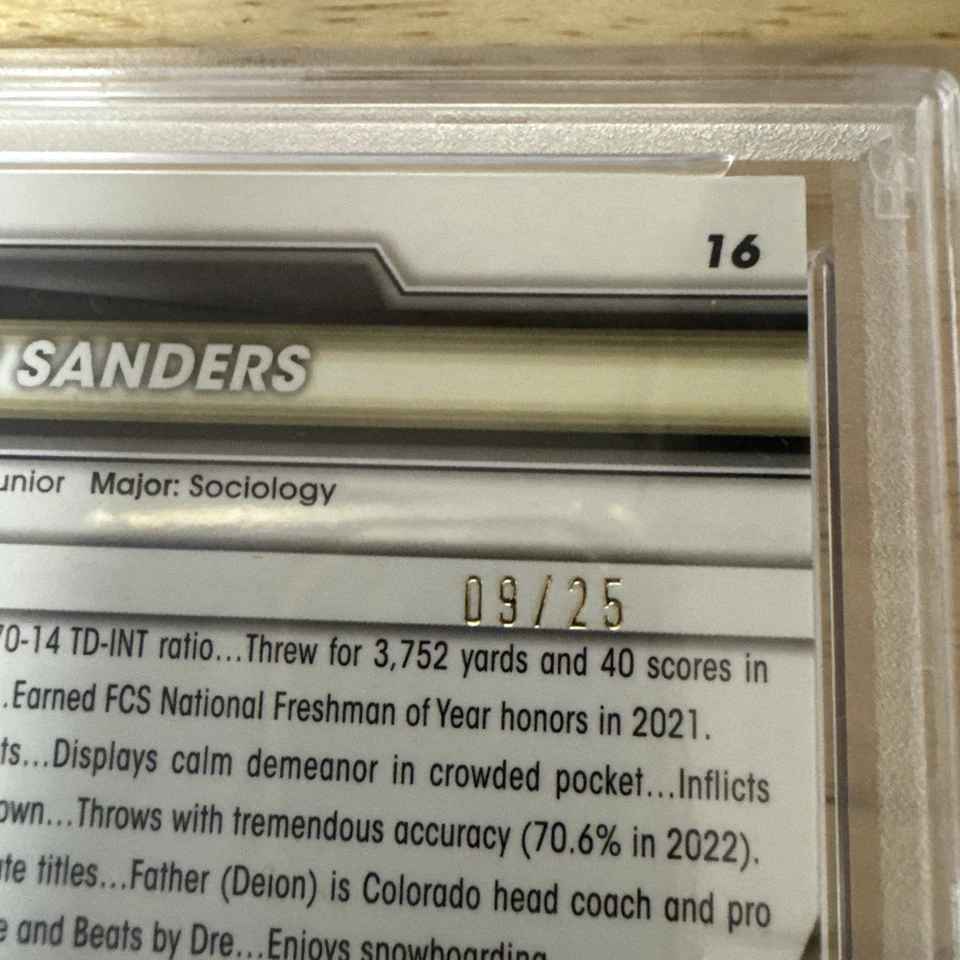 16
SANDERS
unior Major: Sociology
09/25
70-14 TD-INT ratio...Threw for 3,752 yards and 40 scores in
.Earned FCS National Freshman of Year honors in 2021.
ts...Displays calm demeanor in crowded pocket...Inflicts
own...Throws with tremendous accuracy (70.6% in 2022).
te titles...Father (Deion) is Colorado head coach and pro
e and Beats by Dre...Enjoys snowboarding